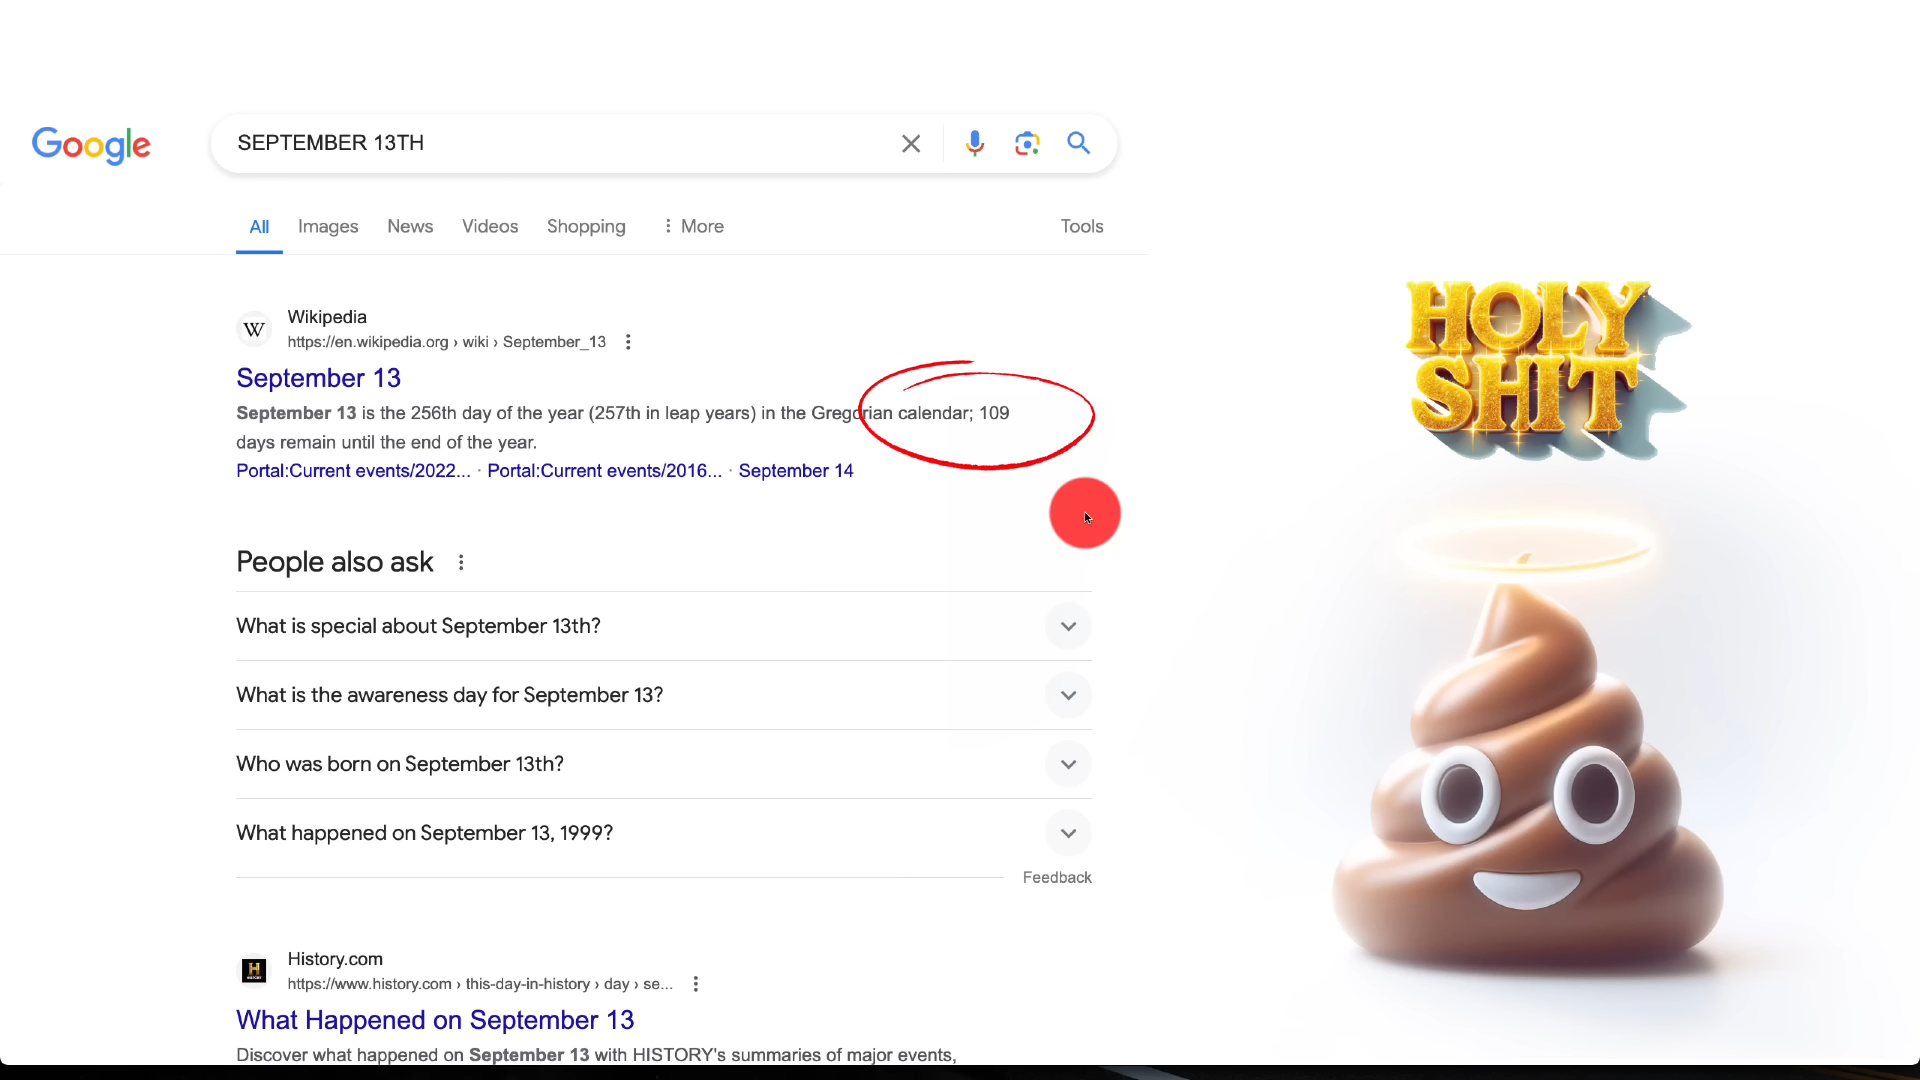 Google
SEPTEMBER 13TH
All
Images
News
Videos
Shopping
More
Tools
W
Wikipedia
https://en.wikipedia.org › wiki › September_13
September 13
September 13 is the 256th day of the year (257th in leap years) in the Gregorian calendar; 109
days remain until the end of the year.
Portal:Current events/2022... · Portal:Current events/2016... · September 14
People also ask
What is special about September 13th?
What is the awareness day for September 13?
Who was born on September 13th?
What happened on September 13, 1999?
Feedback
H
HISTORY
History.com
https://www.history.com › this-day-in-history › day › se...
What Happened on September 13
Discover what happened on September 13 with HISTORY's summaries of major events,
HOLY
SHIT